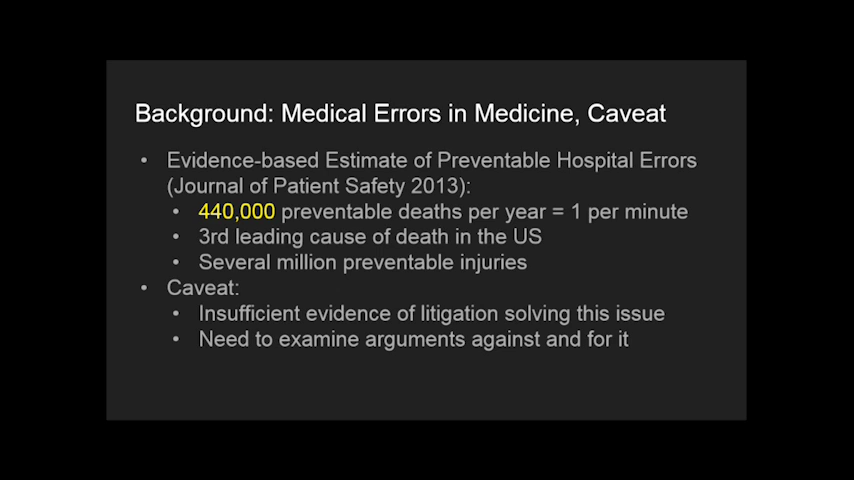 Background: Medical Errors in Medicine, Caveat
• Evidence-based Estimate of Preventable Hospital Errors
(Journal of Patient Safety 2013):
• 440,000 preventable deaths per year = 1 per minute
• 3rd leading cause of death in the US
• Several million preventable injuries
• Caveat:
• Insufficient evidence of litigation solving this issue
• Need to examine arguments against and for it